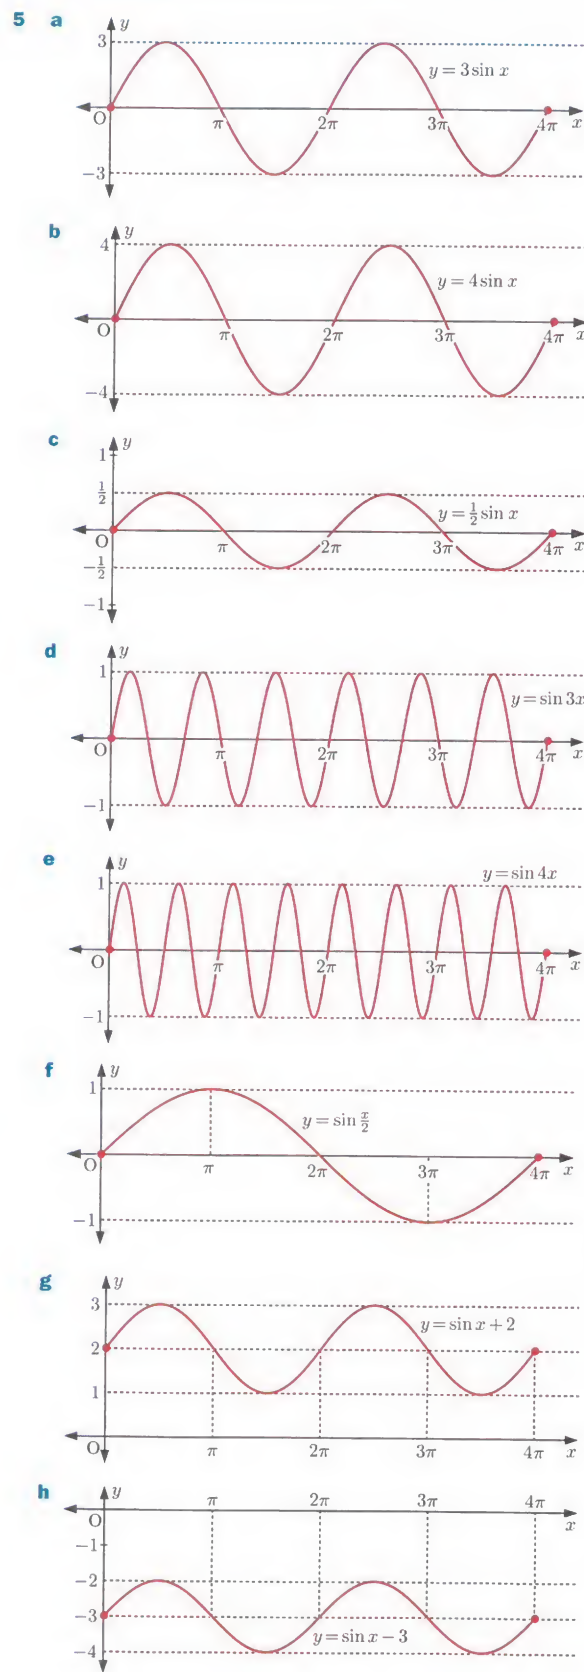 5 a
y
3
y = 3 sin x
O π 2π 3π 4π x
−3
b
y
4
y = 4 sin x
O π 2π 3π 4π x
−4
c
y
1
1/2
y = 1/2 sin x
O π 2π 3π 4π x
−1/2
−1
d
y
1
y = sin 3x
O π 2π 3π 4π x
−1
e
y
1
y = sin 4x
O π 2π 3π 4π x
−1
f
y
1
y = sin x/2
O π 2π 3π 4π x
−1
g
y
3
y = sin x + 2
2
1
O π 2π 3π 4π x
h
y
π 2π 3π 4π
O x
−1
−2
−3
y = sin x − 3
−4